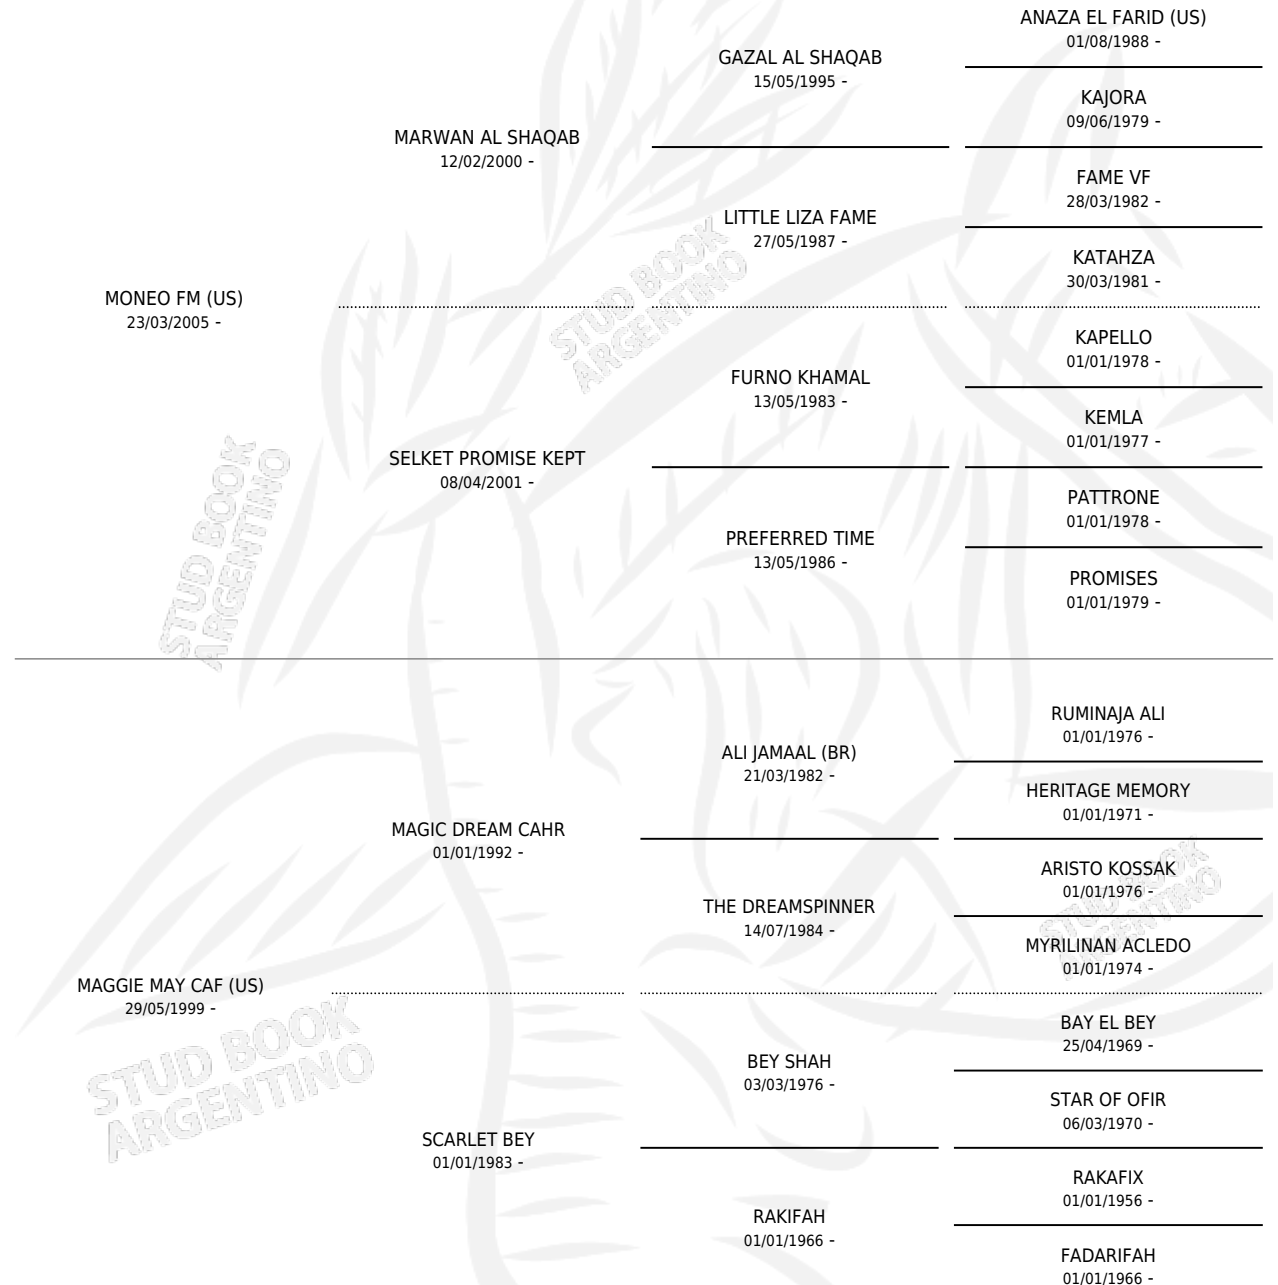 ANAZA EL FARID (US)
01/08/1988 -
GAZAL AL SHAQAB
15/05/1995 -
KAJORA
09/06/1979 -
MARWAN AL SHAQAB
12/02/2000 -
FAME VF
28/03/1982 -
LITTLE LIZA FAME
27/05/1987 -
KATAHZA
30/03/1981 -
MONEO FM (US)
23/03/2005 -
KAPELLO
01/01/1978 -
FURNO KHAMAL
13/05/1983 -
KEMLA
01/01/1977 -
SELKET PROMISE KEPT
08/04/2001 -
PATTRONE
01/01/1978 -
PREFERRED TIME
13/05/1986 -
PROMISES
01/01/1979 -
RUMINAJA ALI
01/01/1976 -
ALI JAMAAL (BR)
21/03/1982 -
HERITAGE MEMORY
01/01/1971 -
MAGIC DREAM CAHR
01/01/1992 -
ARISTO KOSSAK
01/01/1976 -
THE DREAMSPINNER
14/07/1984 -
MYRILINAN ACLEDO
01/01/1974 -
MAGGIE MAY CAF (US)
29/05/1999 -
BAY EL BEY
25/04/1969 -
BEY SHAH
03/03/1976 -
STAR OF OFIR
06/03/1970 -
SCARLET BEY
01/01/1983 -
RAKAFIX
01/01/1956 -
RAKIFAH
01/01/1966 -
FADARIFAH
01/01/1966 -
STUD BOOK
ARGENTINO
STUD BOOK
ARGENTINO
STUD BOOK
ARGENTINO
STUD BOOK
ARGENTINO